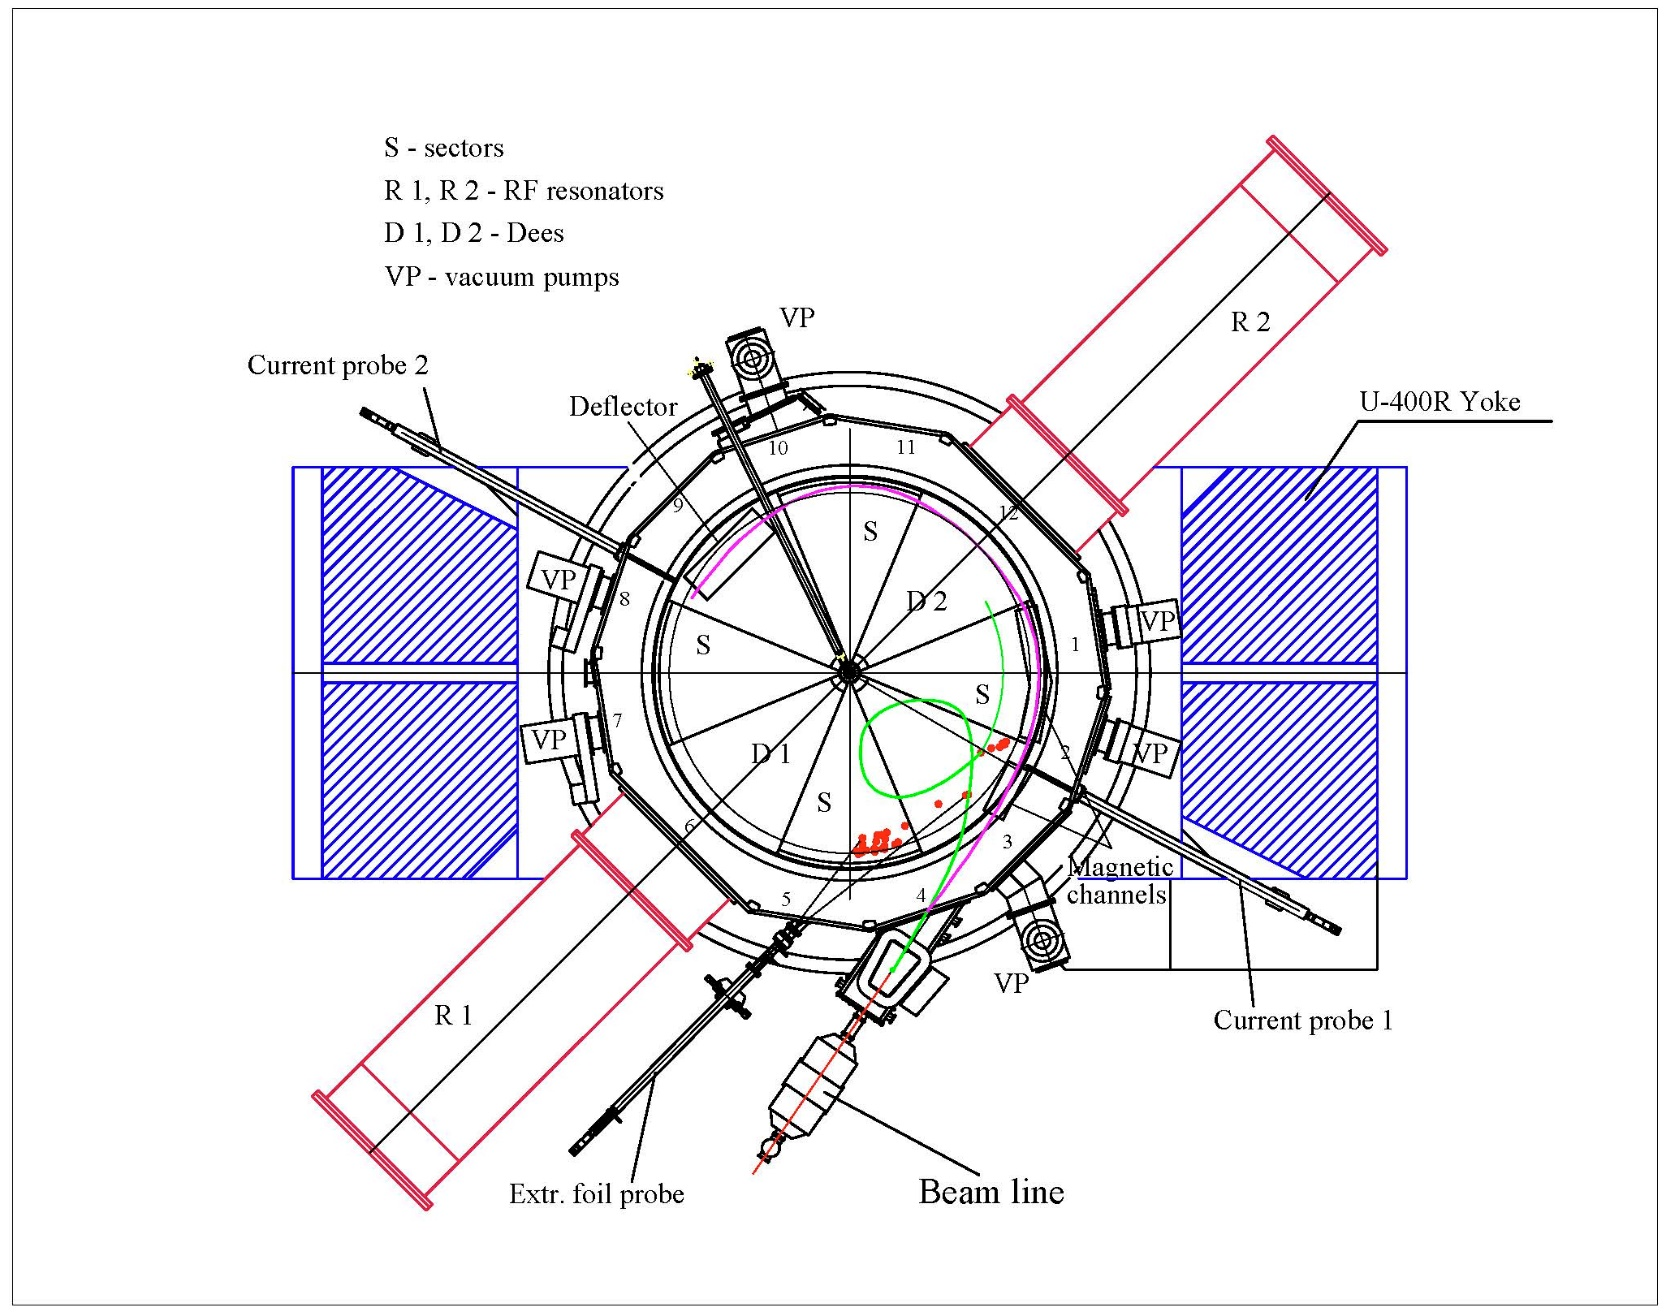 S - sectors
R 1, R 2 - RF resonators
D 1, D 2 - Dees
VP - vacuum pumps
VP
R 2
Current probe 2
Deflector
U-400R Yoke
10
11
9
12
S
VP
8
D 2
VP
1
S
S
7
VP
D 1
2
VP
S
6
3
Magnetic
channels
5
4
VP
R 1
Current probe 1
Extr. foil probe
Beam line